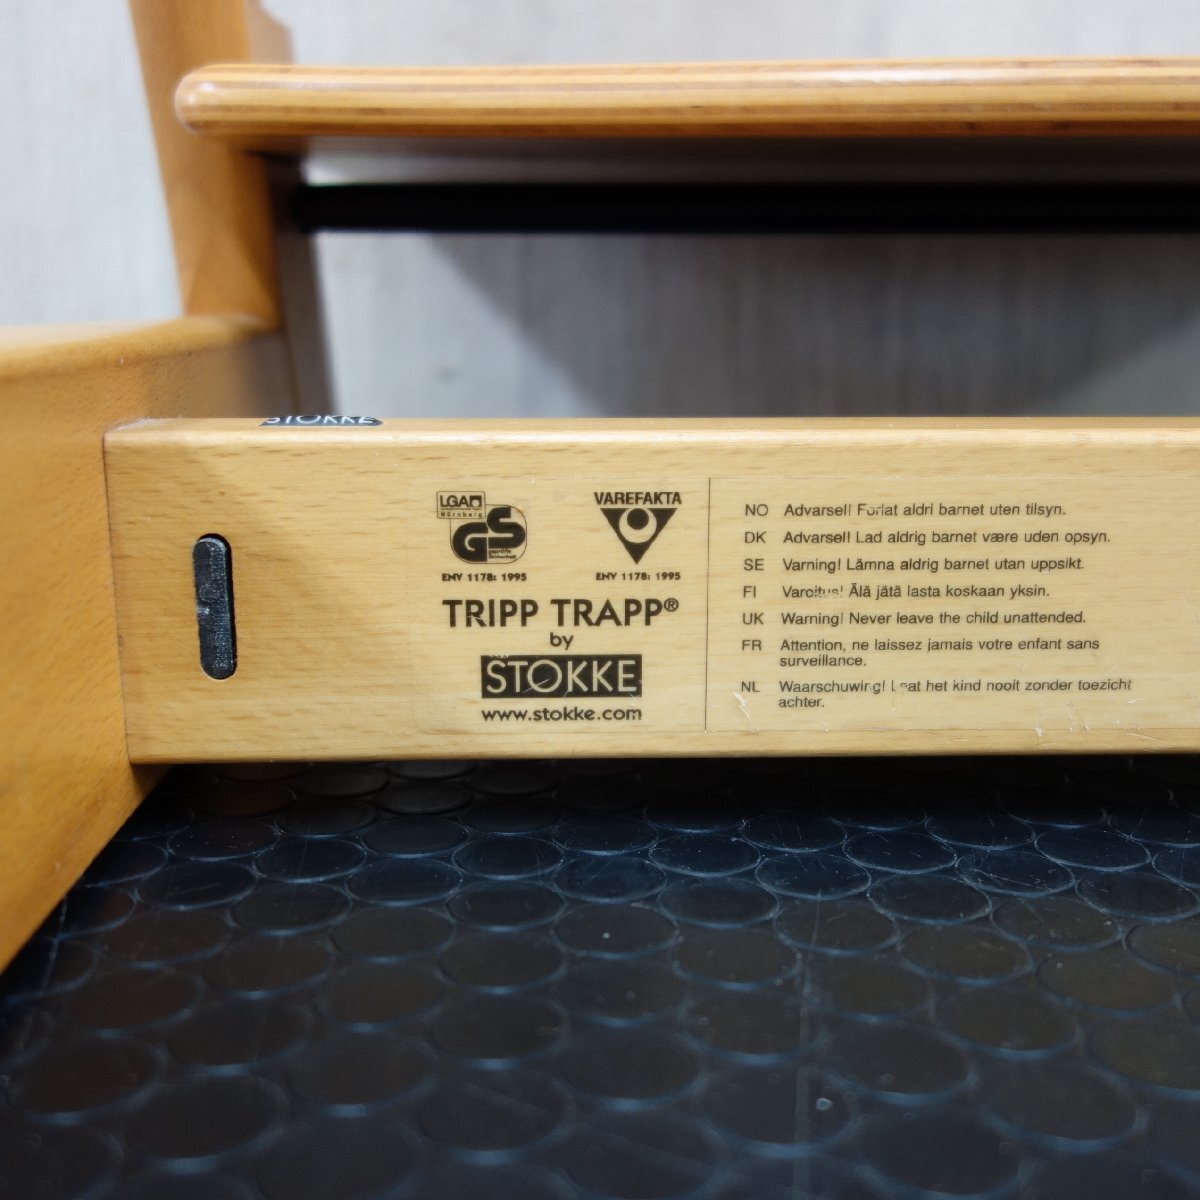 STOKKE
LGA
Nürnberg
GS
geprüfte
Sicherheit
ENV 1178: 1995
VAREFAKTA
ENV 1178: 1995
TRIPP TRAPP®
by
STOKKE
www.stokke.com
NO Advarsel! Forlat aldri barnet uten tilsyn.
DK Advarsel! Lad aldrig barnet være uden opsyn.
SE Varning! Lämna aldrig barnet utan uppsikt.
FI Varoitus! Älä jätä lasta koskaan yksin.
UK Warning! Never leave the child unattended.
FR Attention, ne laissez jamais votre enfant sans
surveillance.
NL Waarschuwing! Laat het kind nooit zonder toezicht
achter.